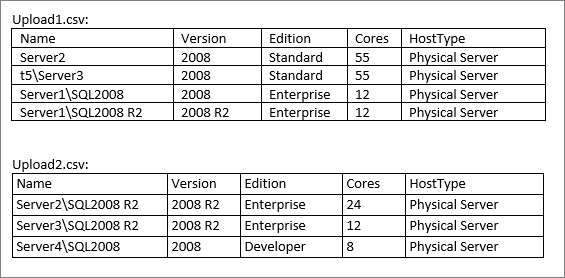 Upload1.csv:
Name Version Edition Cores HostType
Server2 2008 Standard 55 Physical Server
t5\Server3 2008 Standard 55 Physical Server
Server1\SQL2008 2008 Enterprise 12 Physical Server
Server1\SQL2008 R2 2008 R2 Enterprise 12 Physical Server
Upload2.csv:
Name Version Edition Cores HostType
Server2\SQL2008 R2 2008 R2 Enterprise 24 Physical Server
Server3\SQL2008 R2 2008 R2 Enterprise 12 Physical Server
Server4\SQL2008 2008 Developer 8 Physical Server